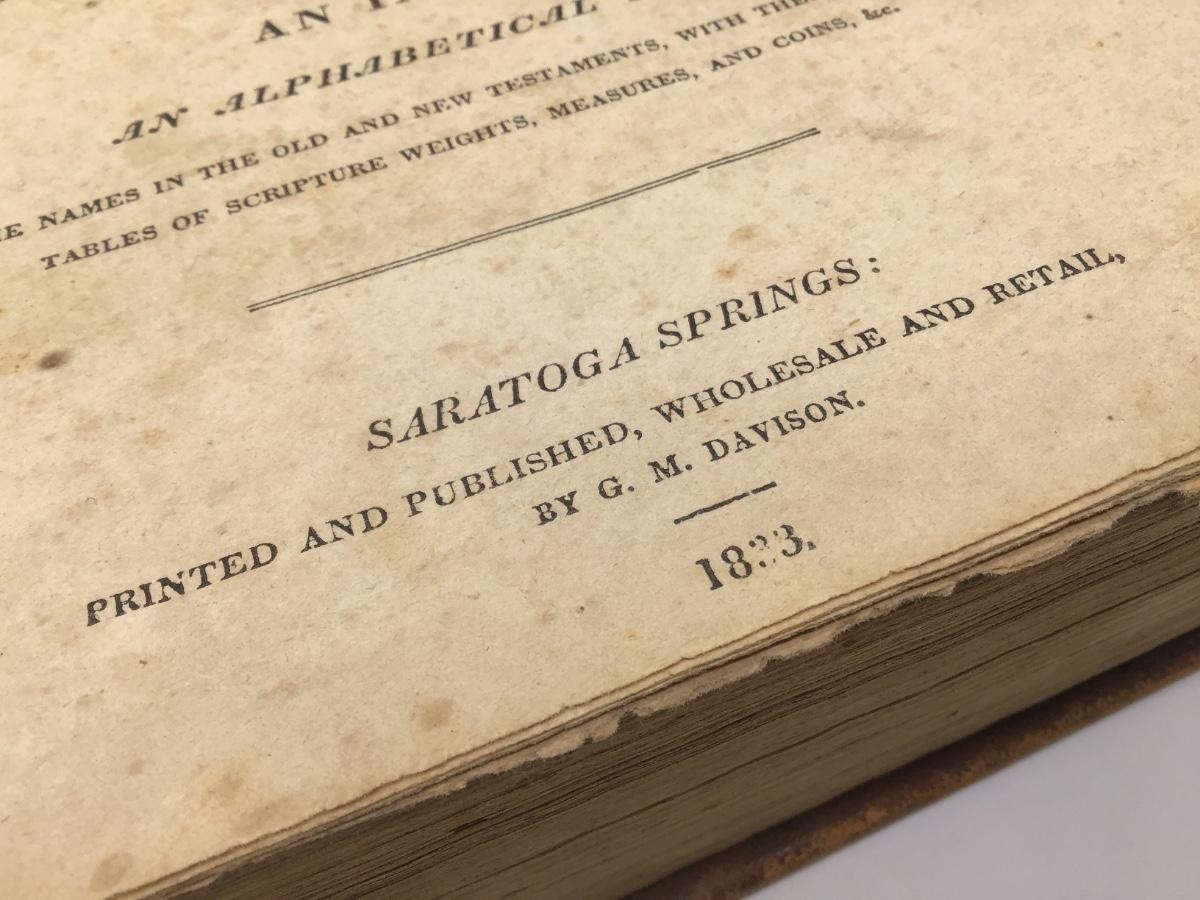 AN
AN ALPHABETICAL
NAMES IN THE OLD AND NEW TESTAMENTS, WITH
TABLES OF SCRIPTURE WEIGHTS, MEASURES, AND COINS, &c.
SARATOGA SPRINGS:
PRINTED AND PUBLISHED, WHOLESALE AND RETAIL,
BY G. M. DAVISON.